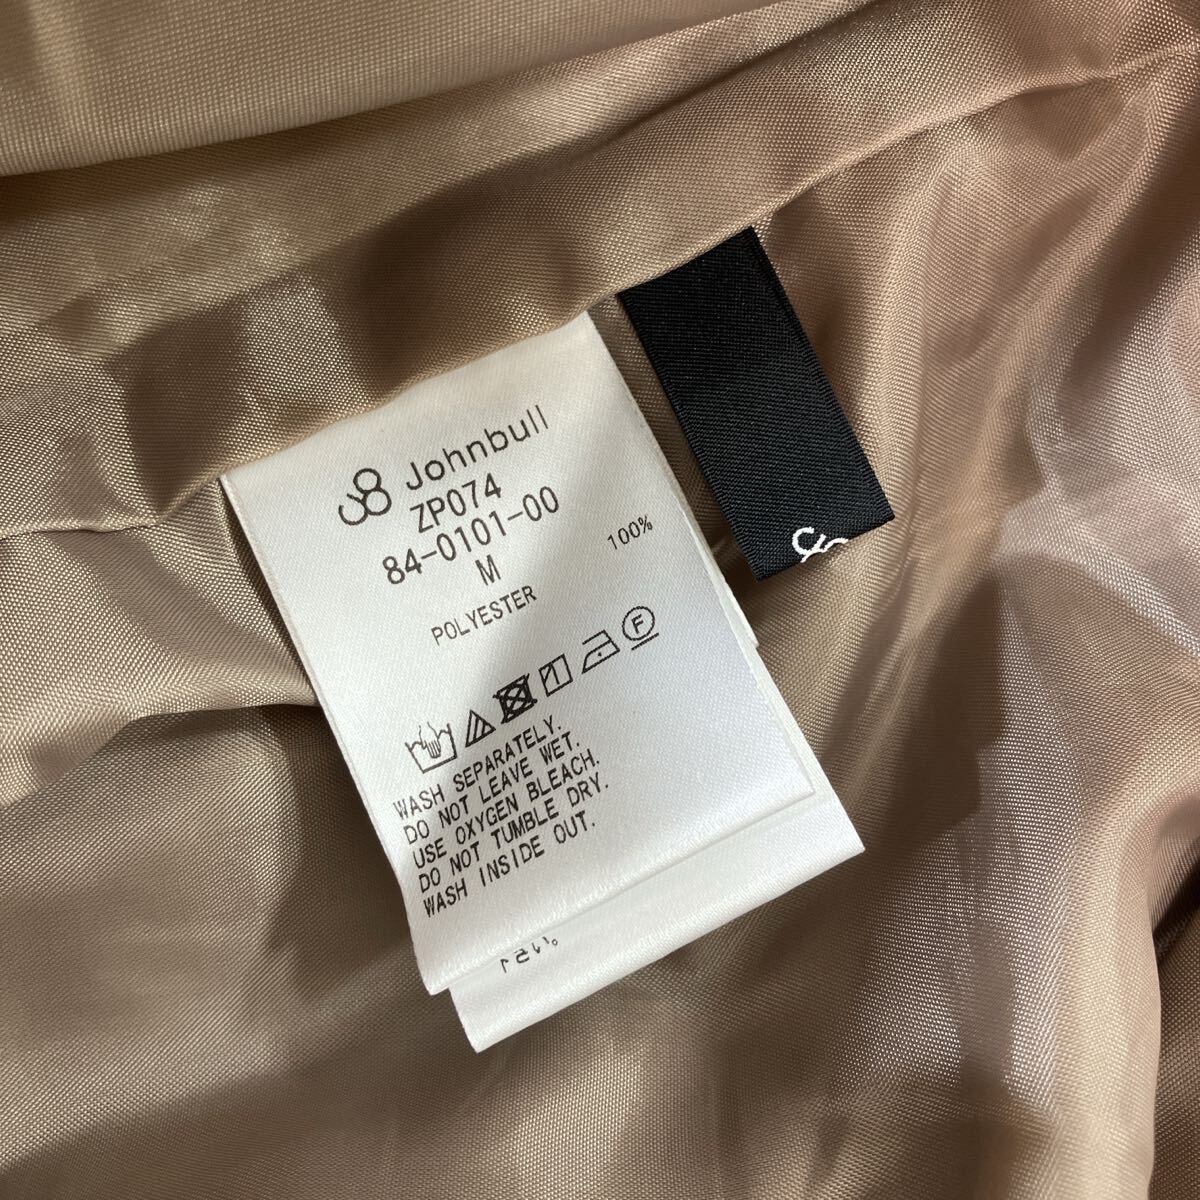 Johnbull
ZP074
84-0101-00
M
POLYESTER 100%
F
WASH SEPARATELY.
DO NOT LEAVE WET.
USE OXYGEN BLEACH.
DO NOT TUMBLE DRY.
WASH INSIDE OUT.